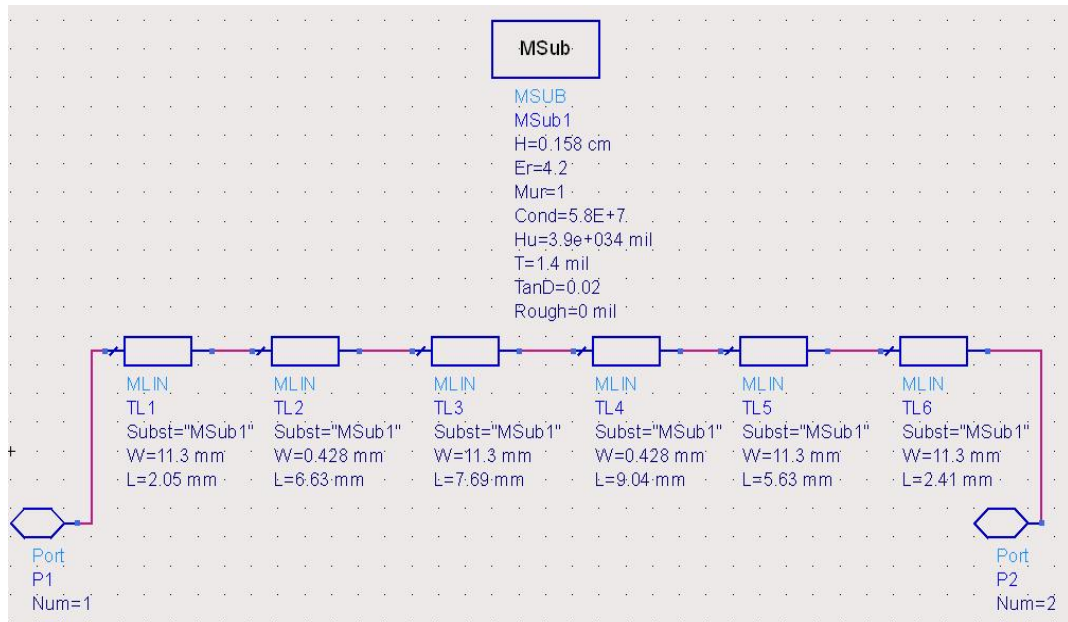 MSub
MSUB
MSub1
H=0.158 cm
Er=4.2
Mur=1
Cond=5.8E+7
Hu=3.9e+034 mil
T=1.4 mil
TanD=0.02
Rough=0 mil
MLIN
TL1
Subst="MSub1"
W=11.3 mm
L=2.05 mm
MLIN
TL2
Subst="MSub1"
W=0.428 mm
L=6.63 mm
MLIN
TL3
Subst="MSub1"
W=11.3 mm
L=7.69 mm
MLIN
TL4
Subst="MSub1"
W=0.428 mm
L=9.04 mm
MLIN
TL5
Subst="MSub1"
W=11.3 mm
L=5.63 mm
MLIN
TL6
Subst="MSub1"
W=11.3 mm
L=2.41 mm
Port
P1
Num=1
Port
P2
Num=2